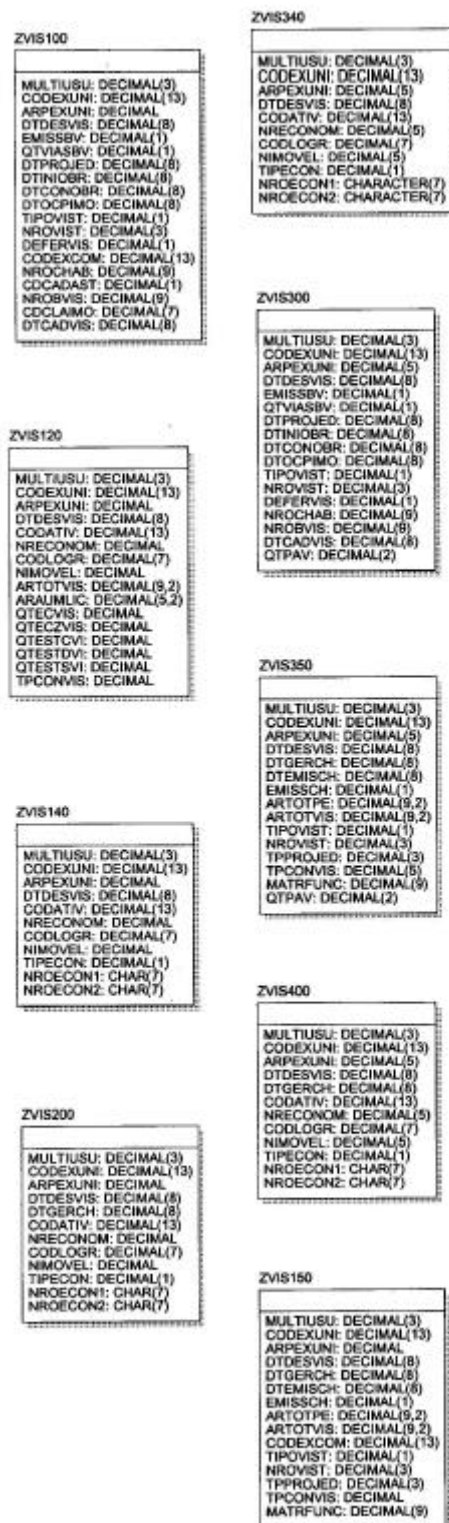 ZVIS100
MULTIUSU: DECIMAL(3)
CODEXUNI: DECIMAL(13)
ARPEXUNI: DECIMAL
DTDESVIS: DECIMAL(8)
EMISSBV: DECIMAL(1)
QTVIASBV: DECIMAL(1)
DTPROJED: DECIMAL(8)
DTINIOBR: DECIMAL(8)
DTCONOBR: DECIMAL(8)
DTOCPIMO: DECIMAL(8)
TIPOVIST: DECIMAL(1)
NROVIST: DECIMAL(3)
DEFERVIS: DECIMAL(1)
CODEXCOM: DECIMAL(13)
NROCHAB: DECIMAL(9)
CDCADAST: DECIMAL(1)
NROBVIS: DECIMAL(9)
CDCLAIMO: DECIMAL(7)
DTCADVIS: DECIMAL(8)
ZVIS120
MULTIUSU: DECIMAL(3)
CODEXUNI: DECIMAL(13)
ARPEXUNI: DECIMAL
DTDESVIS: DECIMAL(8)
CODATIV: DECIMAL(13)
NRECONOM: DECIMAL
CODLOGR: DECIMAL(7)
NIMOVEL: DECIMAL
ARTOTVIS: DECIMAL(9,2)
ARAUMLIC: DECIMAL(5,2)
QTECVIS: DECIMAL
QTECZVIS: DECIMAL
QTESTCVI: DECIMAL
QTESTDVI: DECIMAL
QTESTSVI: DECIMAL
TPCONVIS: DECIMAL
ZVIS140
MULTIUSU: DECIMAL(3)
CODEXUNI: DECIMAL(13)
ARPEXUNI: DECIMAL
DTDESVIS: DECIMAL(8)
CODATIV: DECIMAL(13)
NRECONOM: DECIMAL
CODLOGR: DECIMAL(7)
NIMOVEL: DECIMAL
TIPECON: DECIMAL(1)
NROECON1: CHAR(7)
NROECON2: CHAR(7)
ZVIS200
MULTIUSU: DECIMAL(3)
CODEXUNI: DECIMAL(13)
ARPEXUNI: DECIMAL
DTDESVIS: DECIMAL(8)
DTGERCH: DECIMAL(8)
CODATIV: DECIMAL(13)
NRECONOM: DECIMAL
CODLOGR: DECIMAL(7)
NIMOVEL: DECIMAL
TIPECON: DECIMAL(1)
NROECON1: CHAR(7)
NROECON2: CHAR(7)
ZVIS340
MULTIUSU: DECIMAL(3)
CODEXUNI: DECIMAL(13)
ARPEXUNI: DECIMAL(5)
DTDESVIS: DECIMAL(8)
CODATIV: DECIMAL(13)
NRECONOM: DECIMAL(5)
CODLOGR: DECIMAL(7)
NIMOVEL: DECIMAL(5)
TIPECON: DECIMAL(1)
NROECON1: CHARACTER(7)
NROECON2: CHARACTER(7)
ZVIS300
MULTIUSU: DECIMAL(3)
CODEXUNI: DECIMAL(13)
ARPEXUNI: DECIMAL(5)
DTDESVIS: DECIMAL(8)
EMISSBV: DECIMAL(1)
QTVIASBV: DECIMAL(1)
DTPROJED: DECIMAL(8)
DTINIOBR: DECIMAL(8)
DTCONOBR: DECIMAL(8)
DTOCPIMO: DECIMAL(8)
TIPOVIST: DECIMAL(1)
NROVIST: DECIMAL(3)
DEFERVIS: DECIMAL(1)
NROCHAB: DECIMAL(9)
NROBVIS: DECIMAL(9)
DTCADVIS: DECIMAL(8)
QTPAV: DECIMAL(2)
ZVIS350
MULTIUSU: DECIMAL(3)
CODEXUNI: DECIMAL(13)
ARPEXUNI: DECIMAL(5)
DTDESVIS: DECIMAL(8)
DTGERCH: DECIMAL(8)
DTEMISCH: DECIMAL(8)
EMISSCH: DECIMAL(1)
ARTOTPE: DECIMAL(9,2)
ARTOTVIS: DECIMAL(9,2)
TIPOVIST: DECIMAL(1)
NROVIST: DECIMAL(3)
TPPROJED: DECIMAL(3)
TPCONVIS: DECIMAL(5)
MATRFUNC: DECIMAL(9)
QTPAV: DECIMAL(2)
ZVIS400
MULTIUSU: DECIMAL(3)
CODEXUNI: DECIMAL(13)
ARPEXUNI: DECIMAL(5)
DTDESVIS: DECIMAL(8)
DTGERCH: DECIMAL(8)
CODATIV: DECIMAL(13)
NRECONOM: DECIMAL(5)
CODLOGR: DECIMAL(7)
NIMOVEL: DECIMAL(5)
TIPECON: DECIMAL(1)
NROECON1: CHAR(7)
NROECON2: CHAR(7)
ZVIS150
MULTIUSU: DECIMAL(3)
CODEXUNI: DECIMAL(13)
ARPEXUNI: DECIMAL
DTDESVIS: DECIMAL(8)
DTGERCH: DECIMAL(8)
DTEMISCH: DECIMAL(8)
EMISSCH: DECIMAL(1)
ARTOTPE: DECIMAL(9,2)
ARTOTVIS: DECIMAL(9,2)
CODEXCOM: DECIMAL(13)
TIPOVIST: DECIMAL(1)
NROVIST: DECIMAL(3)
TPPROJED: DECIMAL(3)
TPCONVIS: DECIMAL
MATRFUNC: DECIMAL(9)